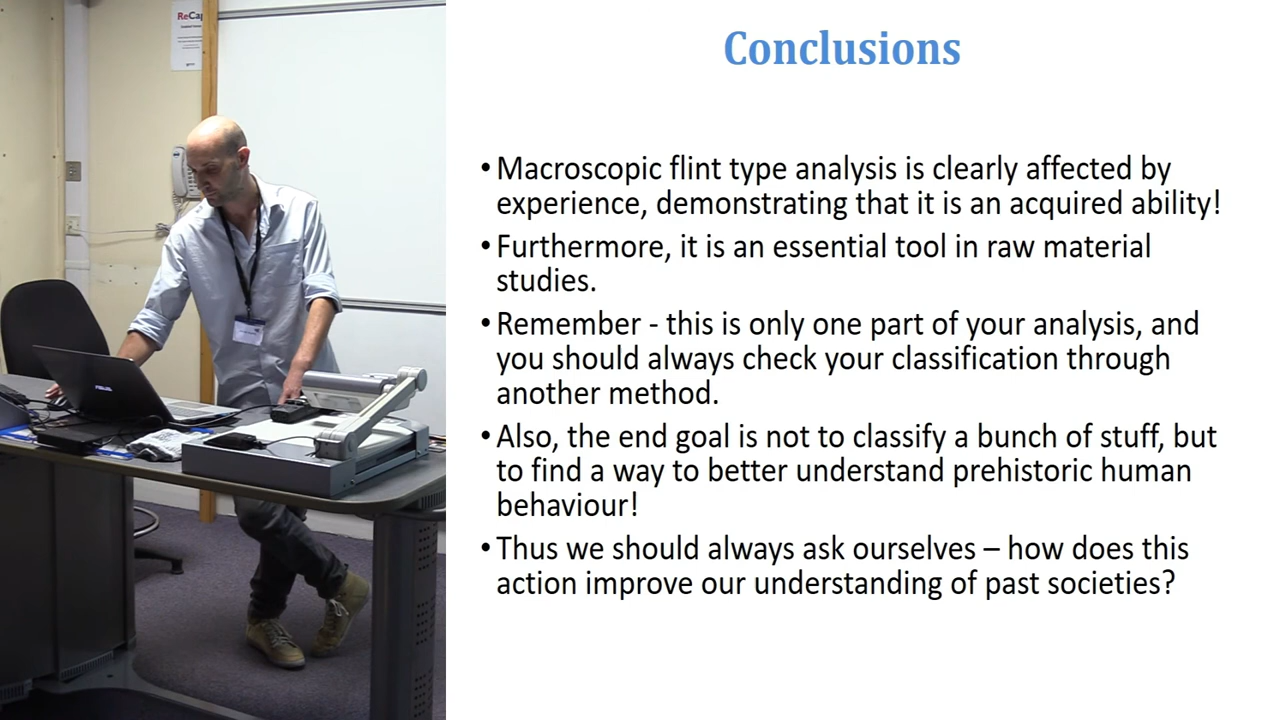 ReCap
Conclusions
• Macroscopic flint type analysis is clearly affected by
experience, demonstrating that it is an acquired ability!
• Furthermore, it is an essential tool in raw material
studies.
• Remember - this is only one part of your analysis, and
you should always check your classification through
another method.
• Also, the end goal is not to classify a bunch of stuff, but
to find a way to better understand prehistoric human
behaviour!
• Thus we should always ask ourselves – how does this
action improve our understanding of past societies?
ASUS